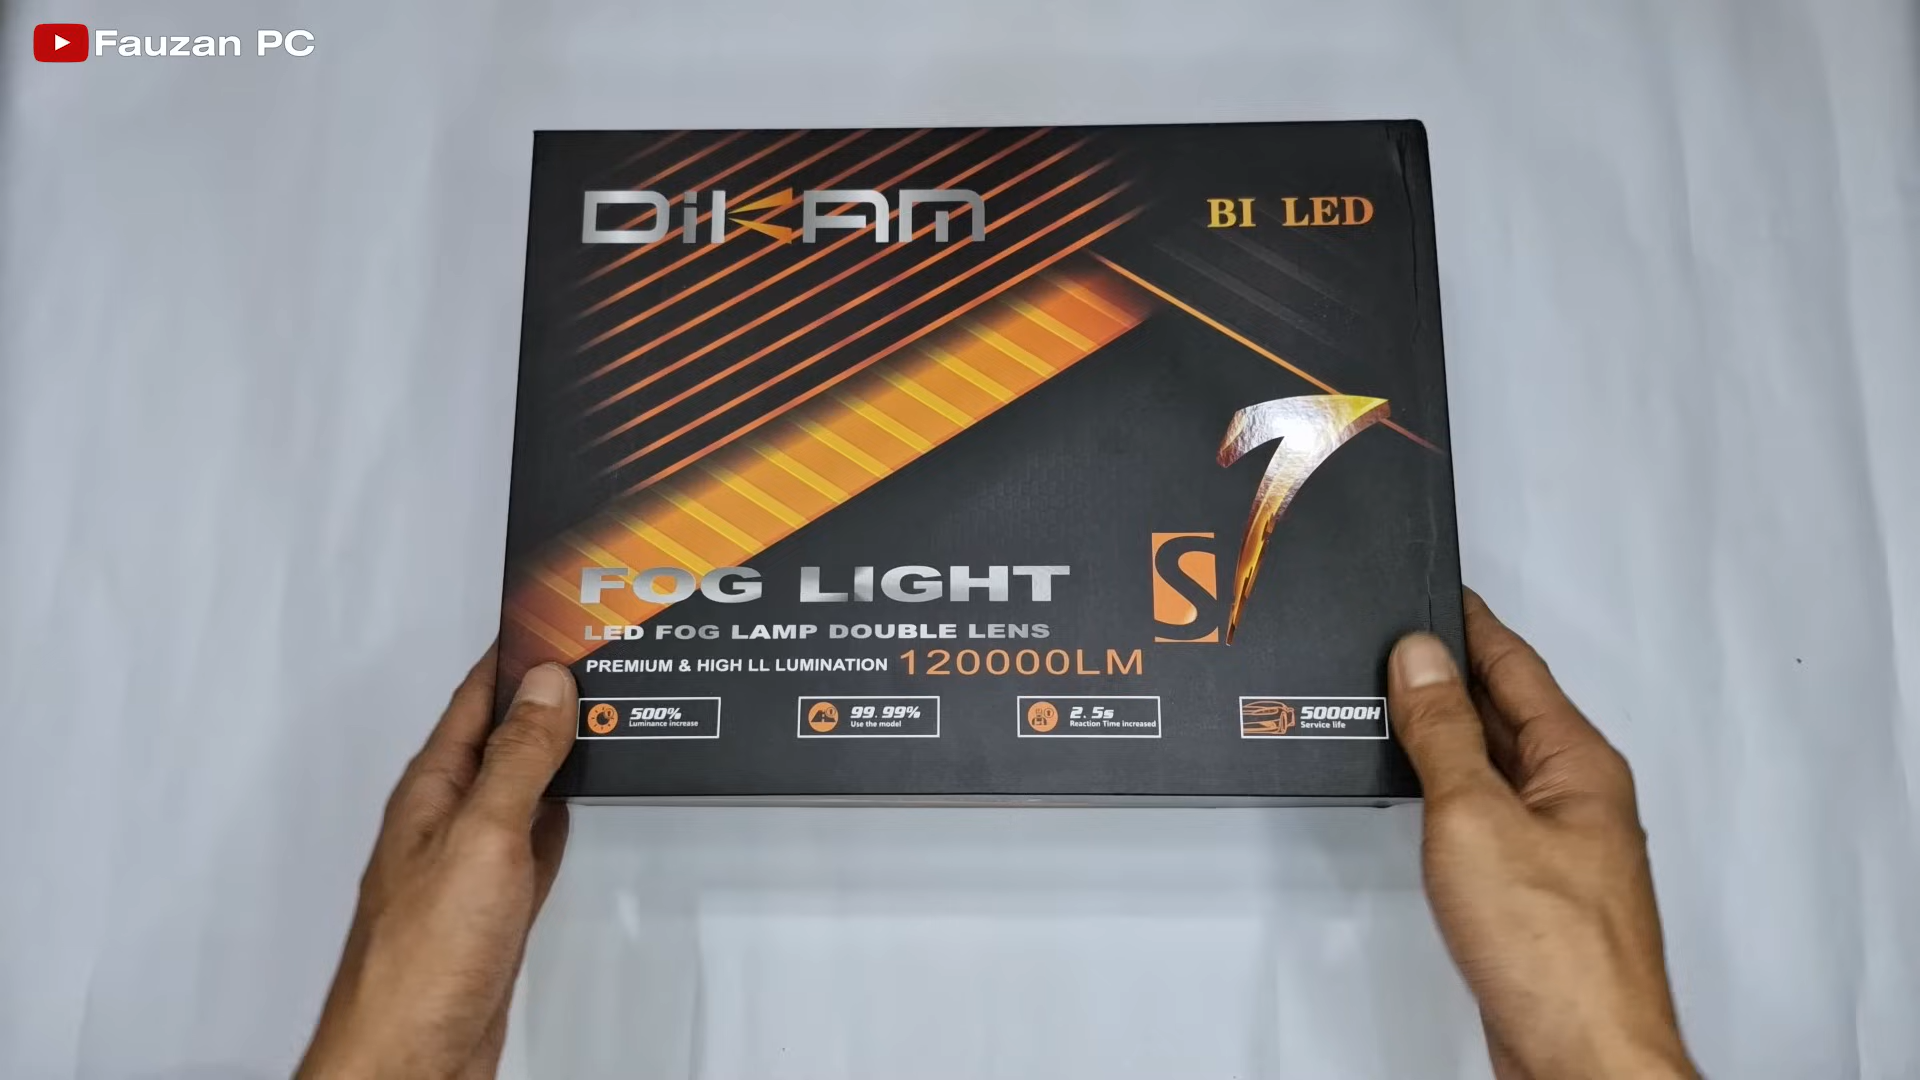 Fauzan PC
DiKAM
BI LED
S7
FOG LIGHT
LED FOG LAMP DOUBLE LENS
PREMIUM & HIGH LL LUMINATION 120000LM
500%
Luminance increase
99.99%
Use the model
2.5s
Reaction Time increased
50000H
Service life